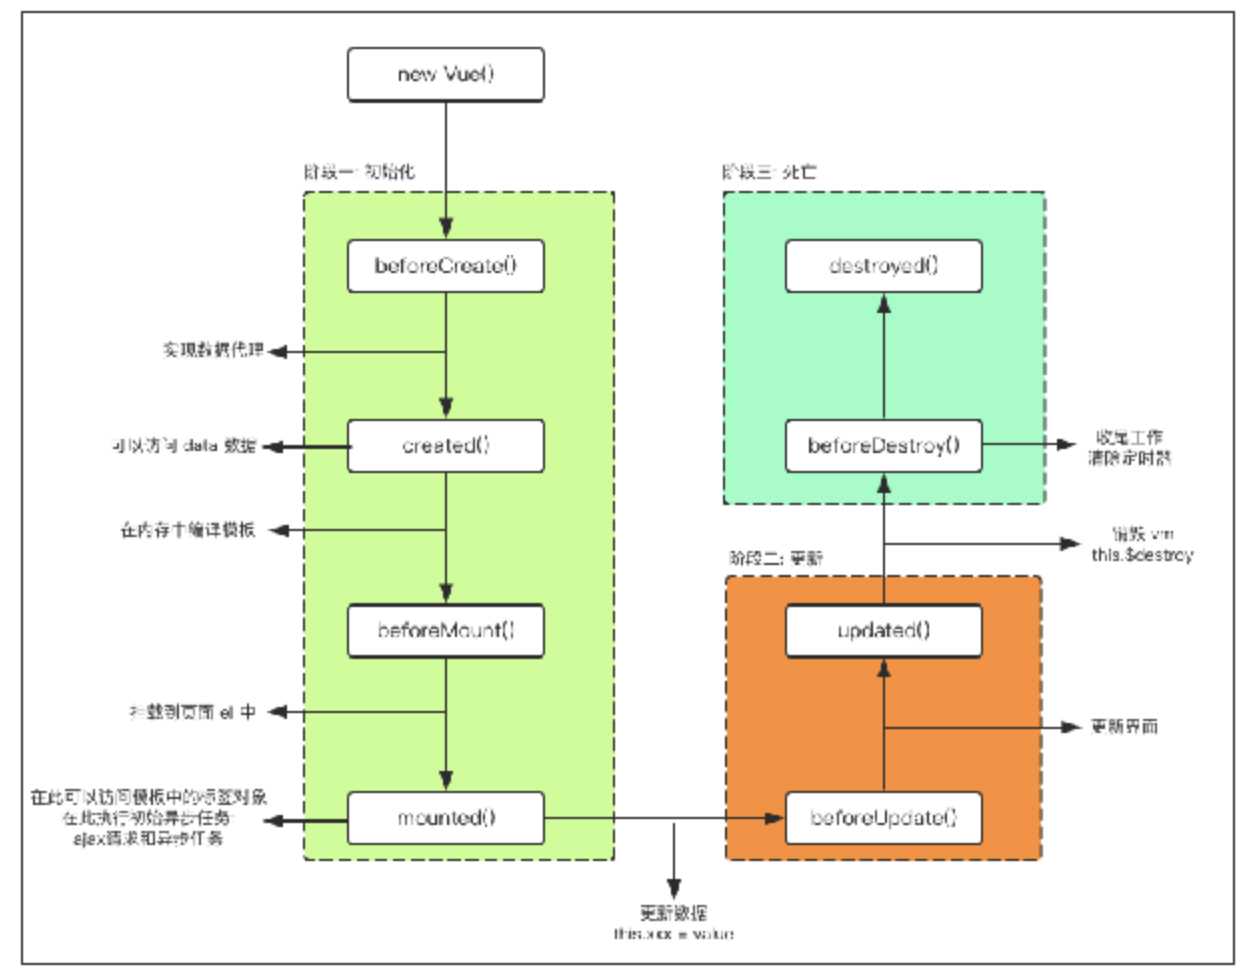 new Vue()
阶段一: 初始化
beforeCreate()
实现数据代理
created()
可以访问 data 数据
在内存中编译模板
beforeMount()
挂载到页面 el 中
mounted()
在此可以访问模板中的标签对象
在此执行初始异步任务
ajax请求和异步任务
更新数据
this.xxx = value
阶段二: 更新
beforeUpdate()
更新界面
updated()
销毁 vm
this.$destroy
阶段三: 死亡
beforeDestroy()
收尾工作
清除定时器
destroyed()